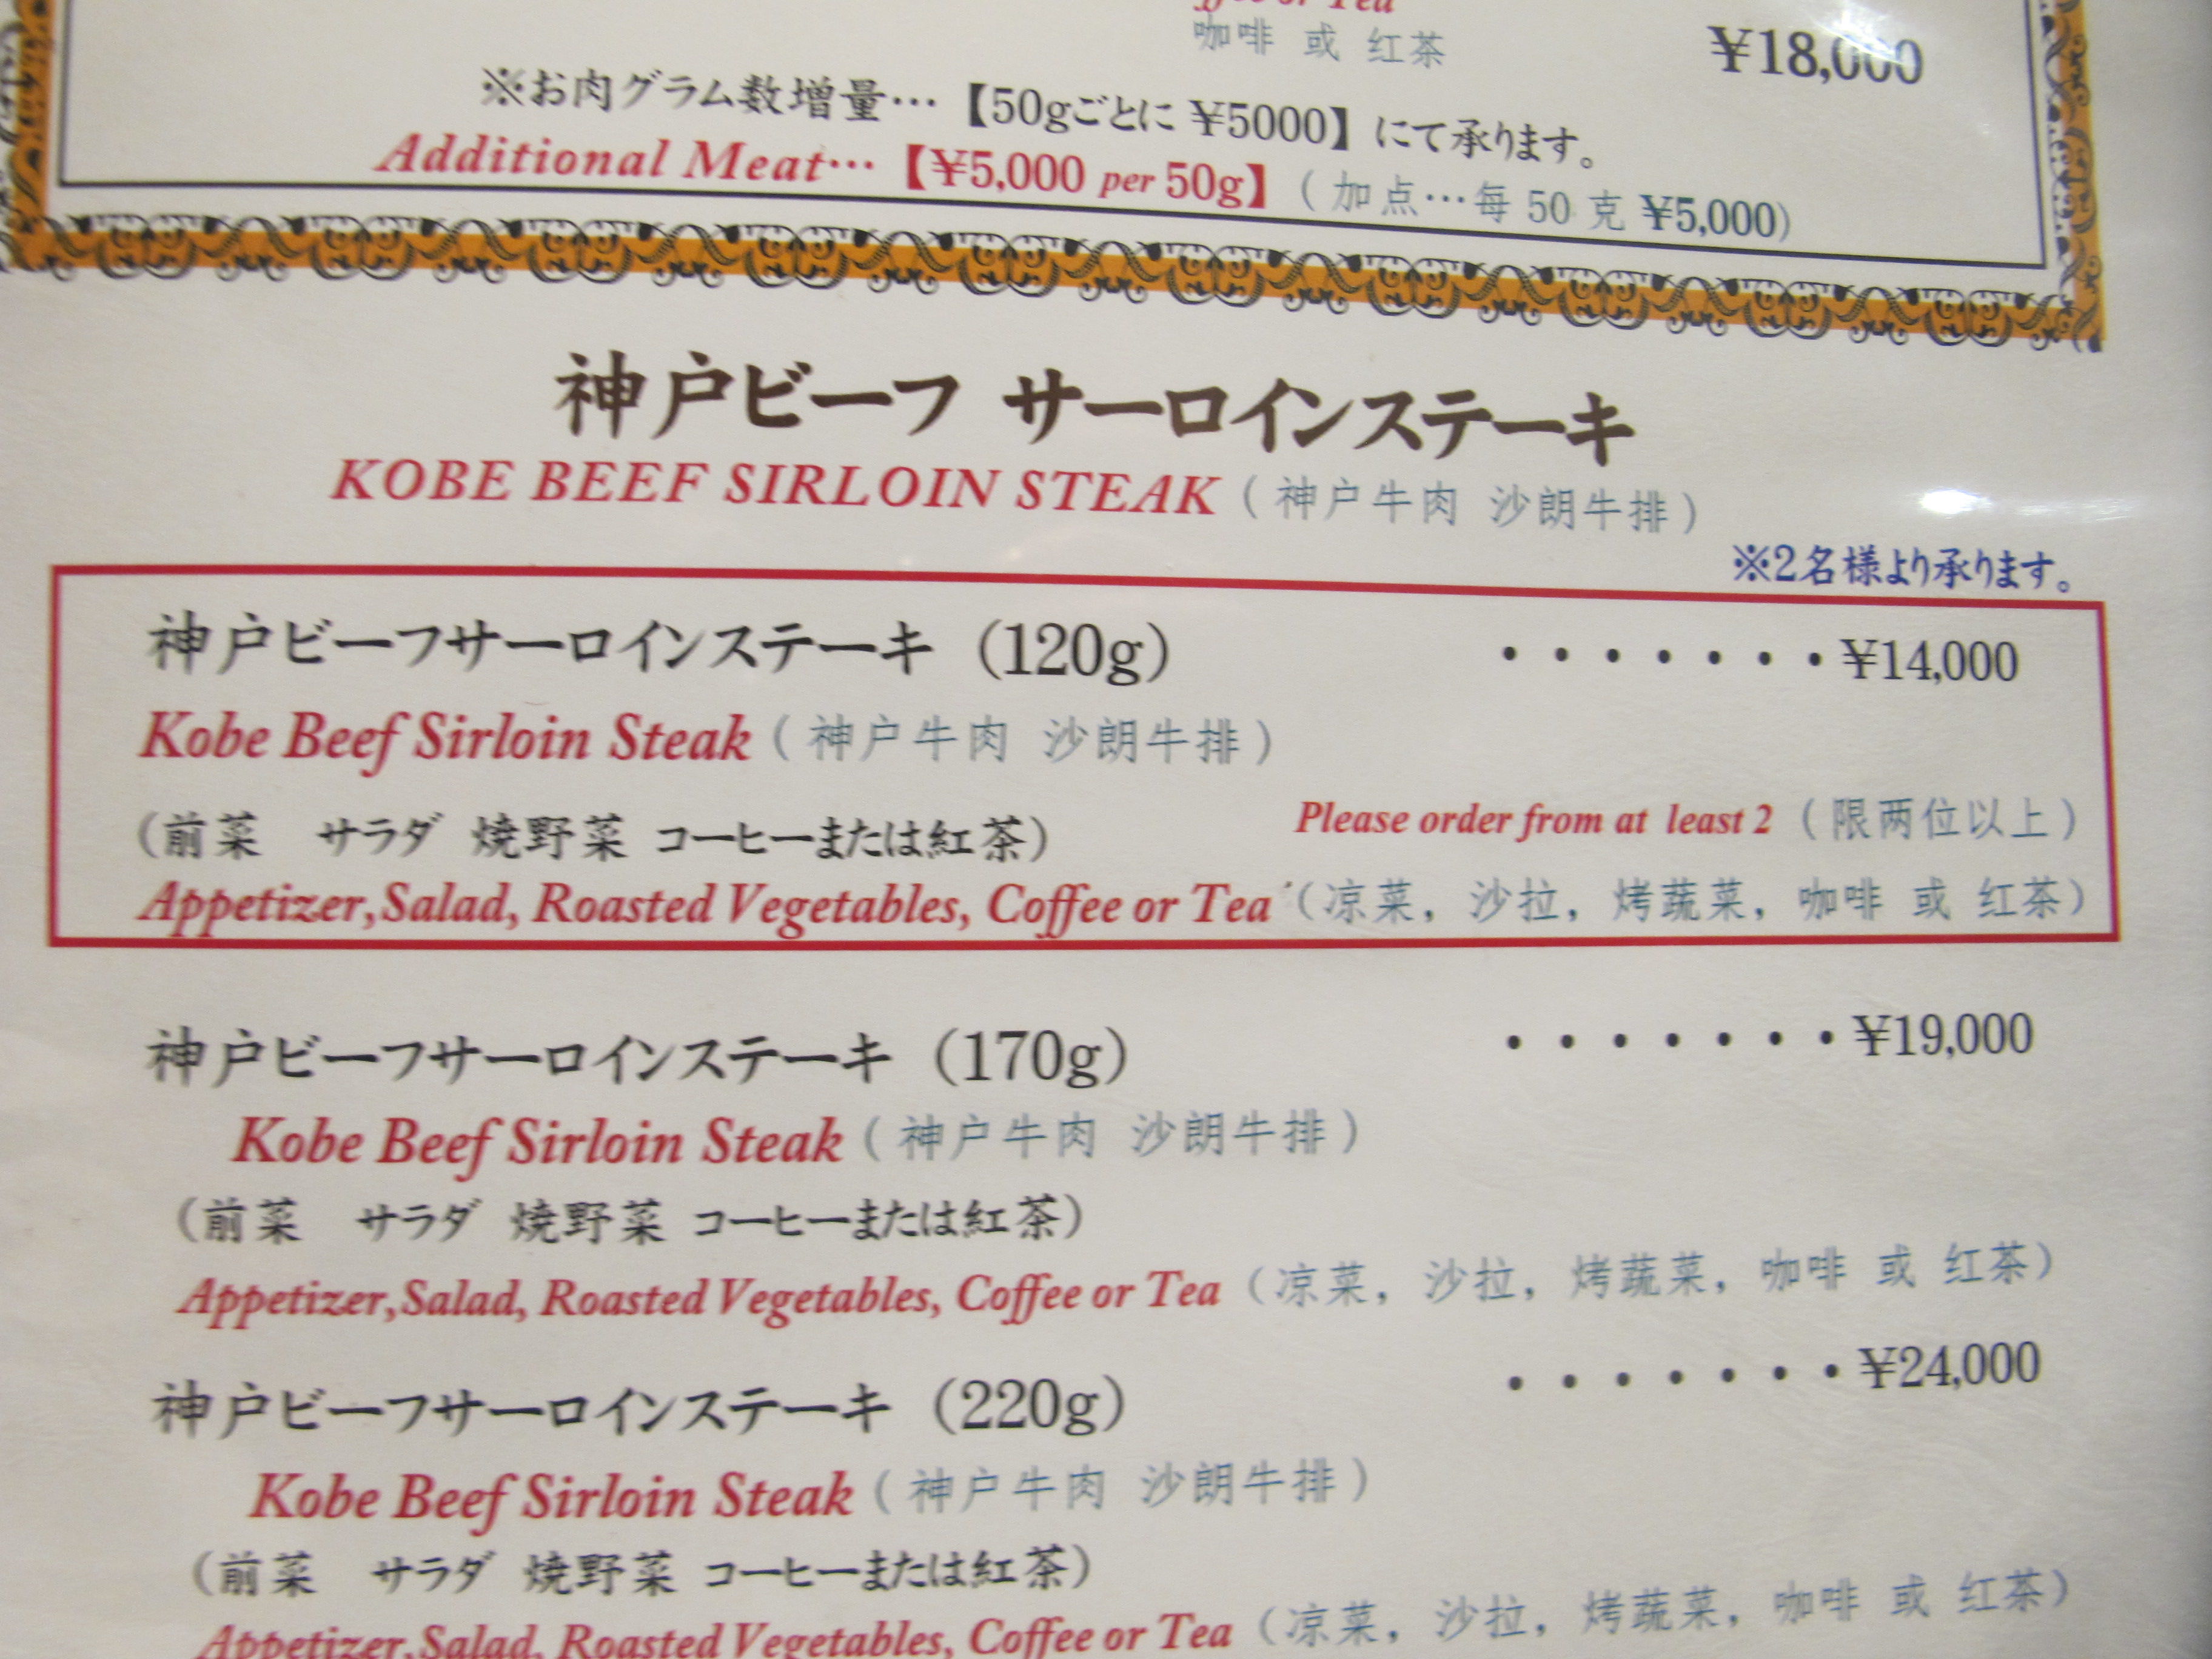 or Tea
咖啡 或 红茶
¥18,000
※お肉グラム数増量…【50gごとに ¥5000】にて承ります。
Additional Meat…【¥5,000 per 50g】(加点…每 50 克 ¥5,000)
神戸ビーフ サーロインステーキ
KOBE BEEF SIRLOIN STEAK (神户牛肉 沙朗牛排)
※2名様より承ります。
神戸ビーフサーロインステーキ (120g) ・・・・・・・¥14,000
Kobe Beef Sirloin Steak (神户牛肉 沙朗牛排)
(前菜 サラダ 焼野菜 コーヒーまたは紅茶)
Please order from at least 2 (限两位以上)
Appetizer,Salad, Roasted Vegetables, Coffee or Tea (凉菜, 沙拉, 烤蔬菜, 咖啡 或 红茶)
神戸ビーフサーロインステーキ (170g) ・・・・・・・¥19,000
Kobe Beef Sirloin Steak (神户牛肉 沙朗牛排)
(前菜 サラダ 焼野菜 コーヒーまたは紅茶)
Appetizer,Salad, Roasted Vegetables, Coffee or Tea (凉菜, 沙拉, 烤蔬菜, 咖啡 或 红茶)
神戸ビーフサーロインステーキ (220g) ・・・・・・・¥24,000
Kobe Beef Sirloin Steak (神户牛肉 沙朗牛排)
(前菜 サラダ 焼野菜 コーヒーまたは紅茶)
Appetizer,Salad, Roasted Vegetables, Coffee or Tea (凉菜, 沙拉, 烤蔬菜, 咖啡 或 红茶)